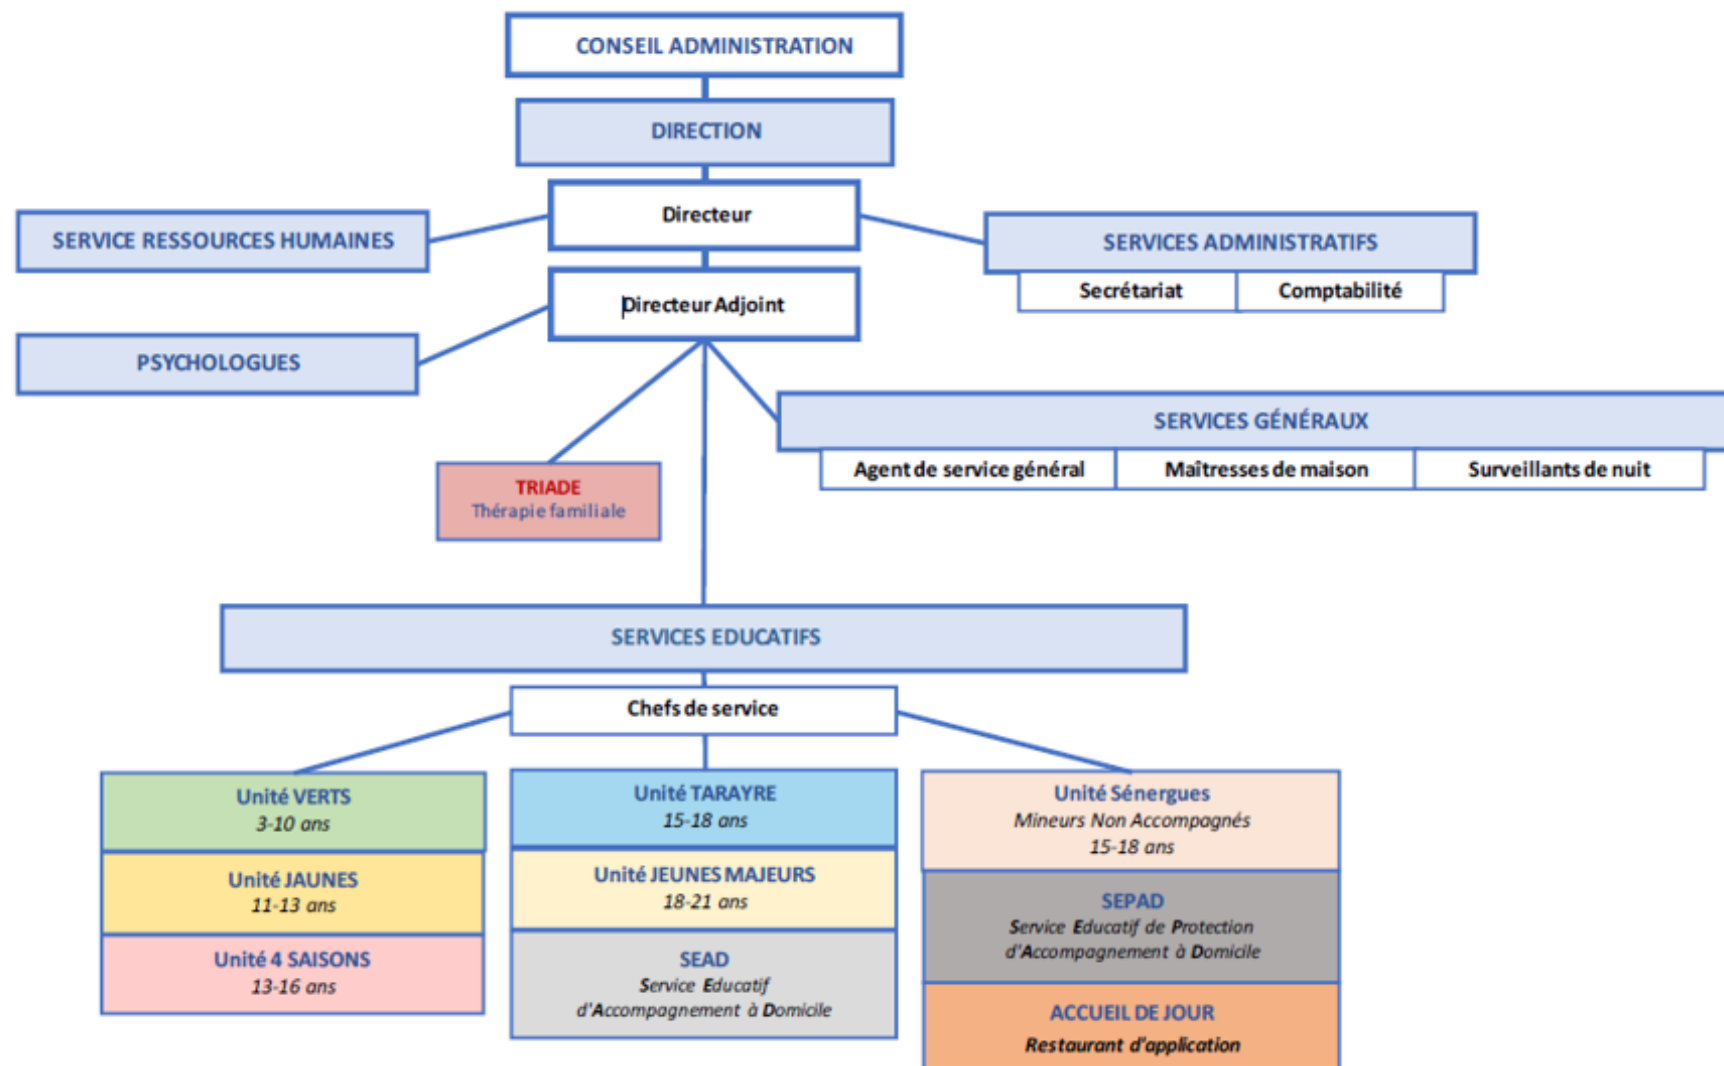 CONSEIL ADMINISTRATION
DIRECTION
Directeur
SERVICE RESSOURCES HUMAINES
SERVICES ADMINISTRATIFS
Secrétariat
Comptabilité
Directeur Adjoint
PSYCHOLOGUES
SERVICES GÉNÉRAUX
Agent de service général
Maîtresses de maison
Surveillants de nuit
TRIADE
Thérapie familiale
SERVICES EDUCATIFS
Chefs de service
Unité VERTS
3-10 ans
Unité JAUNES
11-13 ans
Unité 4 SAISONS
13-16 ans
Unité TARAYRE
15-18 ans
Unité JEUNES MAJEURS
18-21 ans
SEAD
Service Educatif
d'Accompagnement à Domicile
Unité Sénergues
Mineurs Non Accompagnés
15-18 ans
SEPAD
Service Educatif de Protection
d'Accompagnement à Domicile
ACCUEIL DE JOUR
Restaurant d'application